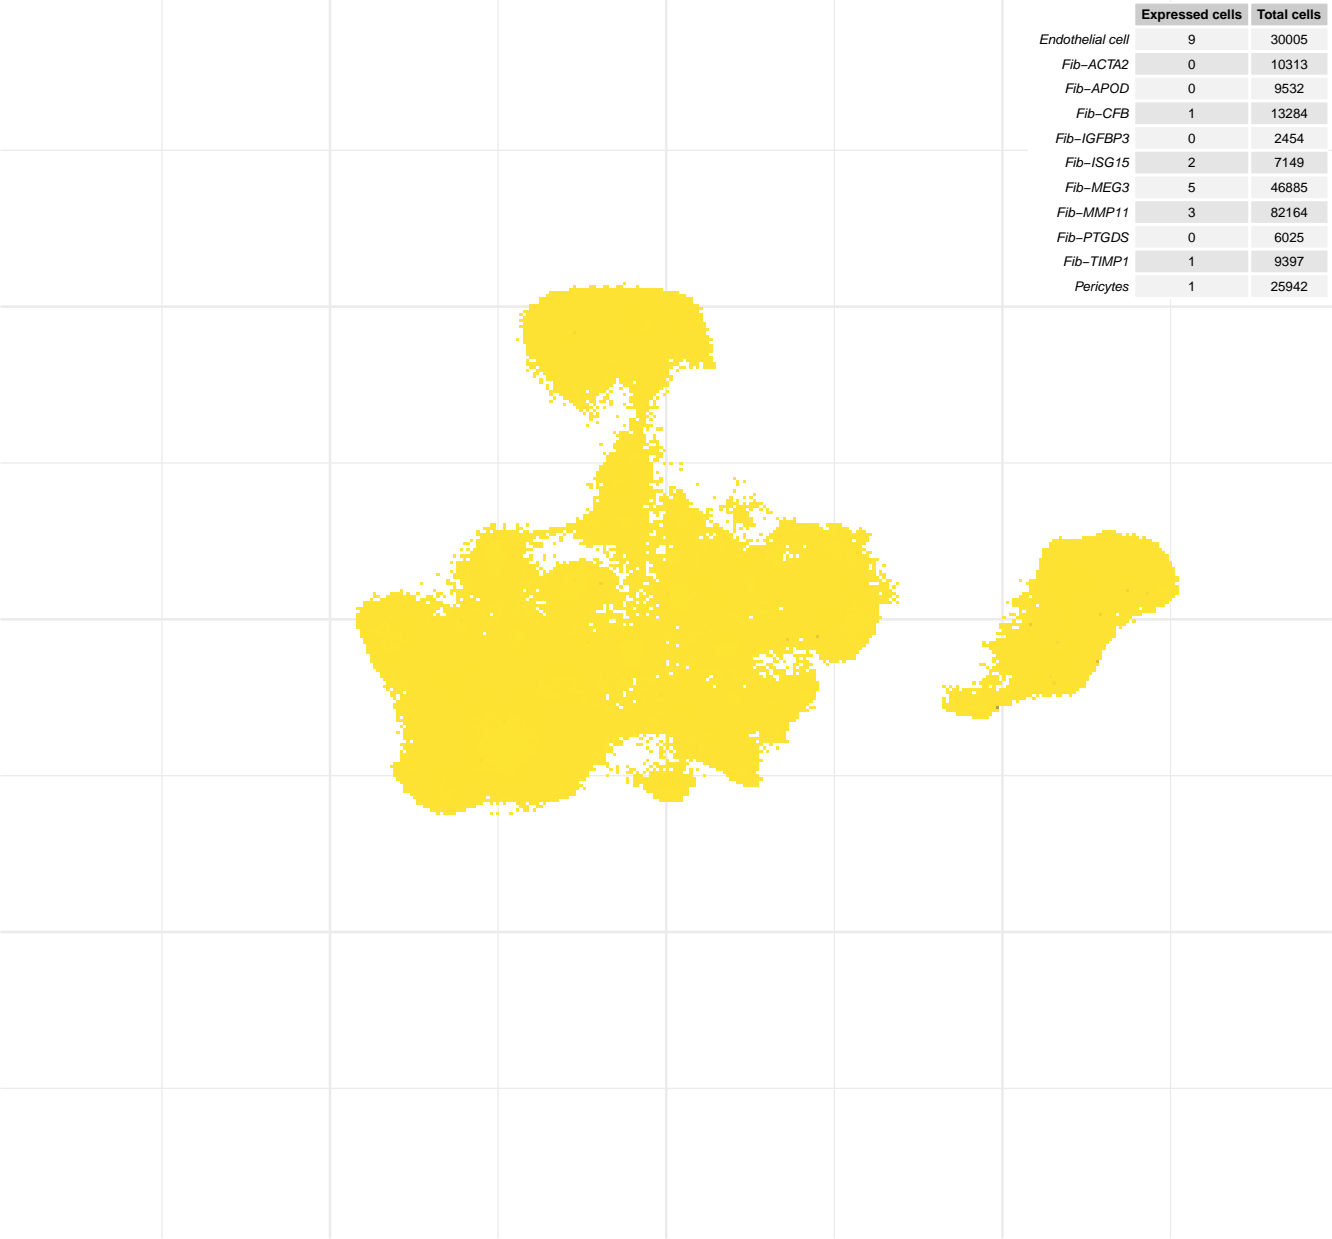 Expressed cells Total cells
Endothelial cell 9 30005
Fib−ACTA2 0 10313
Fib−APOD 0 9532
Fib−CFB 1 13284
Fib−IGFBP3 0 2454
Fib−ISG15 2 7149
Fib−MEG3 5 46885
Fib−MMP11 3 82164
Fib−PTGDS 0 6025
Fib−TIMP1 1 9397
Pericytes 1 25942